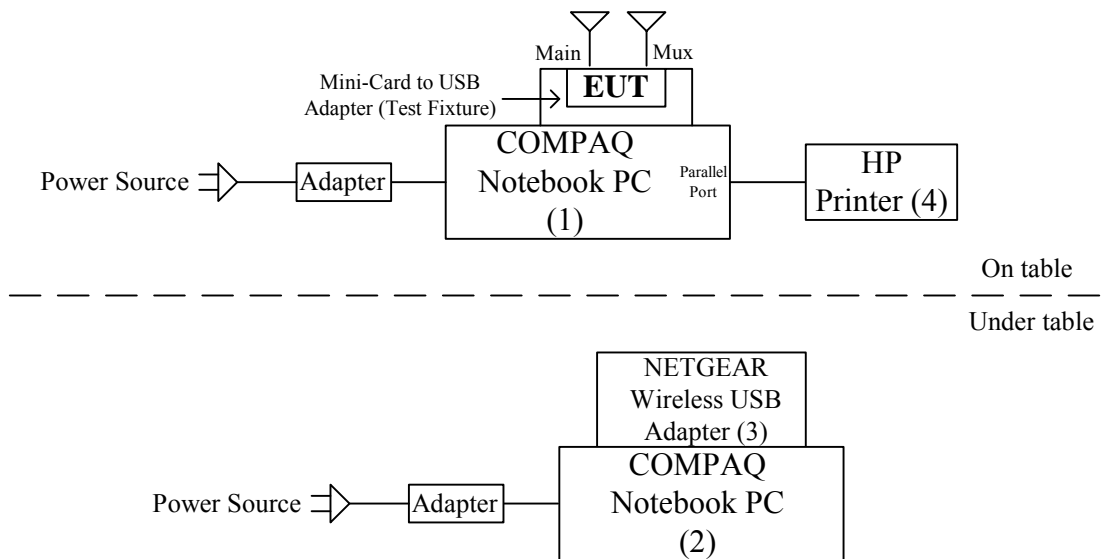 Main
Mux
Mini-Card to USB
Adapter (Test Fixture)
EUT
COMPAQ
Notebook PC
(1)
Parallel
Port
Power Source
Adapter
HP
Printer (4)
On table
Under table
NETGEAR
Wireless USB
Adapter (3)
COMPAQ
Notebook PC
(2)
Power Source
Adapter